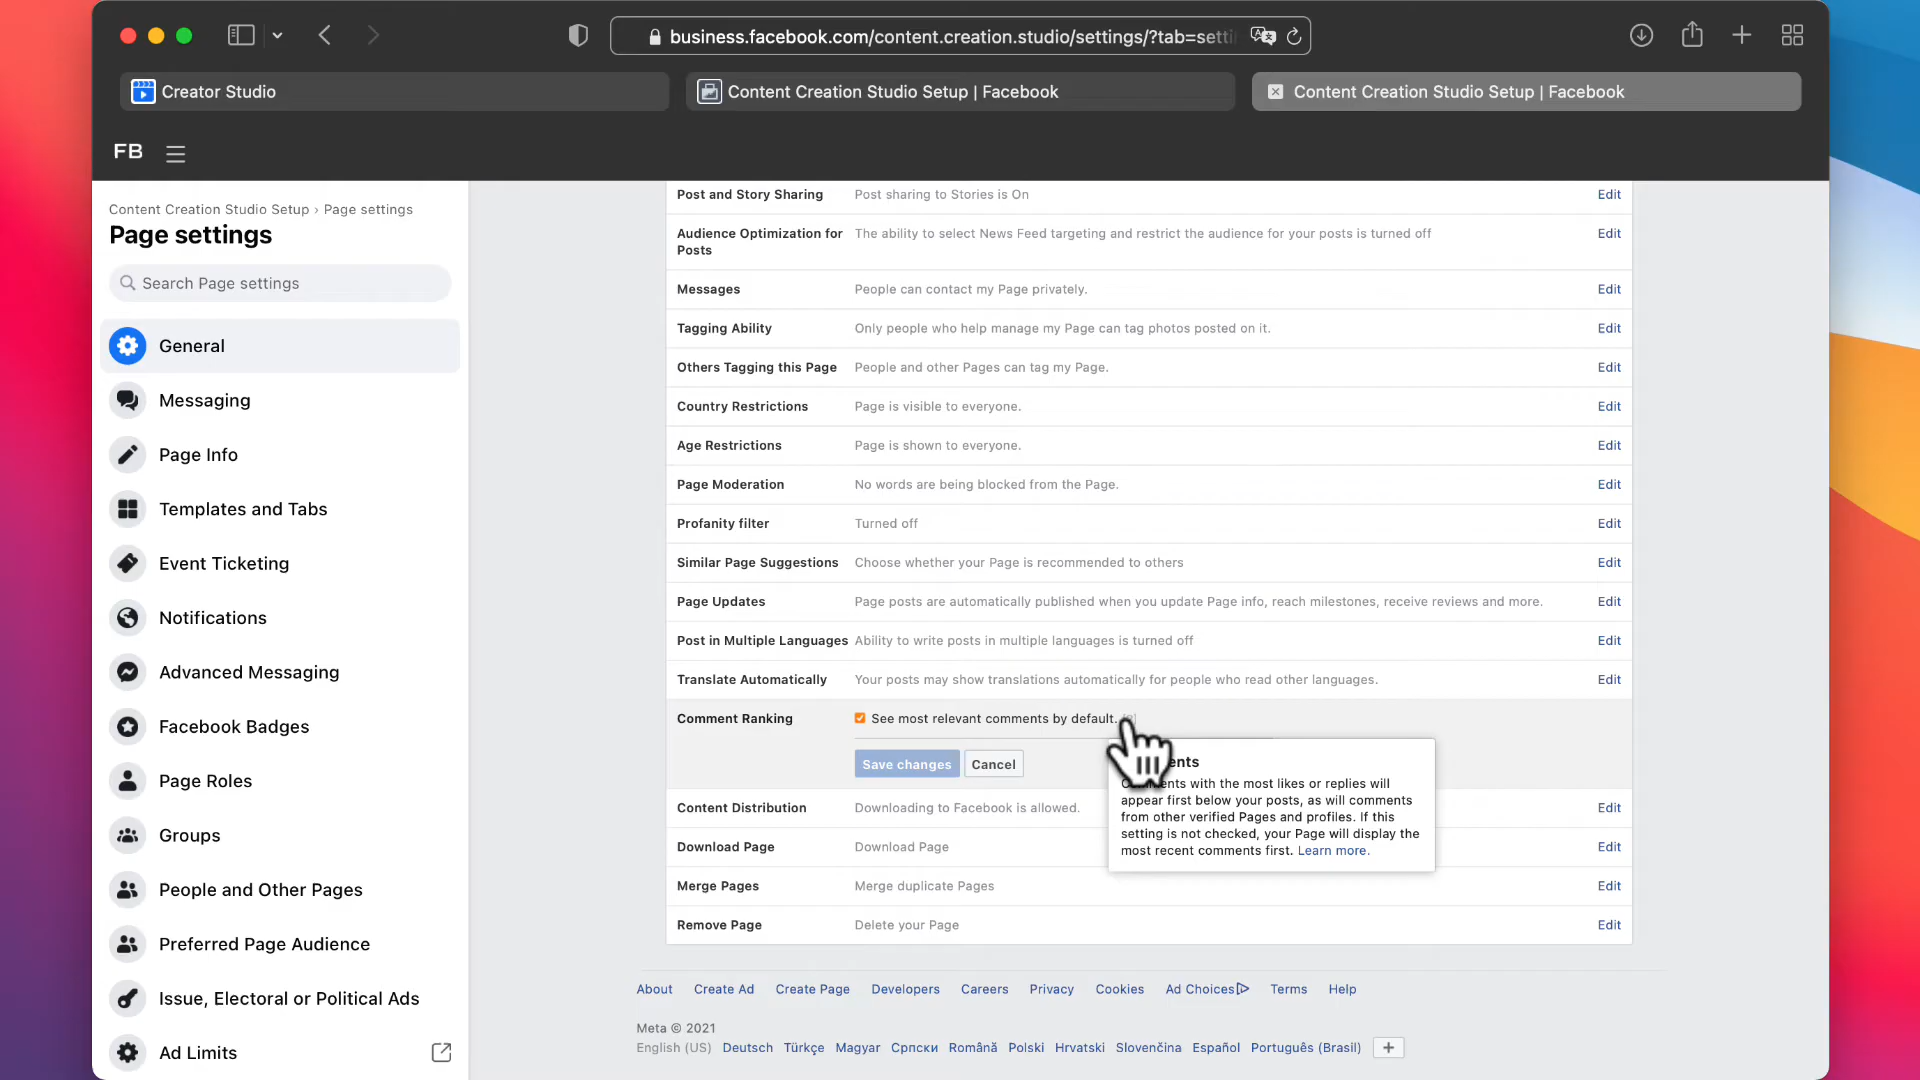 business.facebook.com/content.creation.studio/settings/?tab=setti
Creator Studio
Content Creation Studio Setup | Facebook
Content Creation Studio Setup | Facebook
FB
Content Creation Studio Setup › Page settings
Page settings
Search Page settings
General
Messaging
Page Info
Templates and Tabs
Event Ticketing
Notifications
Advanced Messaging
Facebook Badges
Page Roles
Groups
People and Other Pages
Preferred Page Audience
Issue, Electoral or Political Ads
Ad Limits
Post and Story Sharing Post sharing to Stories is On Edit
Audience Optimization for The ability to select News Feed targeting and restrict the audience for your posts is turned off Edit
Posts
Messages People can contact my Page privately. Edit
Tagging Ability Only people who help manage my Page can tag photos posted on it. Edit
Others Tagging this Page People and other Pages can tag my Page. Edit
Country Restrictions Page is visible to everyone. Edit
Age Restrictions Page is shown to everyone. Edit
Page Moderation No words are being blocked from the Page. Edit
Profanity filter Turned off Edit
Similar Page Suggestions Choose whether your Page is recommended to others Edit
Page Updates Page posts are automatically published when you update Page info, reach milestones, receive reviews and more. Edit
Post in Multiple Languages Ability to write posts in multiple languages is turned off Edit
Translate Automatically Your posts may show translations automatically for people who read other languages. Edit
Comment Ranking See most relevant comments by default.
Save changes Cancel
with the most likes or replies will
appear first below your posts, as will comments
from other verified Pages and profiles. If this
setting is not checked, your Page will display the
most recent comments first. Learn more.
Content Distribution Downloading to Facebook is allowed. Edit
Download Page Download Page Edit
Merge Pages Merge duplicate Pages Edit
Remove Page Delete your Page Edit
About Create Ad Create Page Developers Careers Privacy Cookies Ad Choices Terms Help
Meta © 2021
English (US) Deutsch Türkçe Magyar Српски Română Polski Hrvatski Slovenčina Español Português (Brasil)